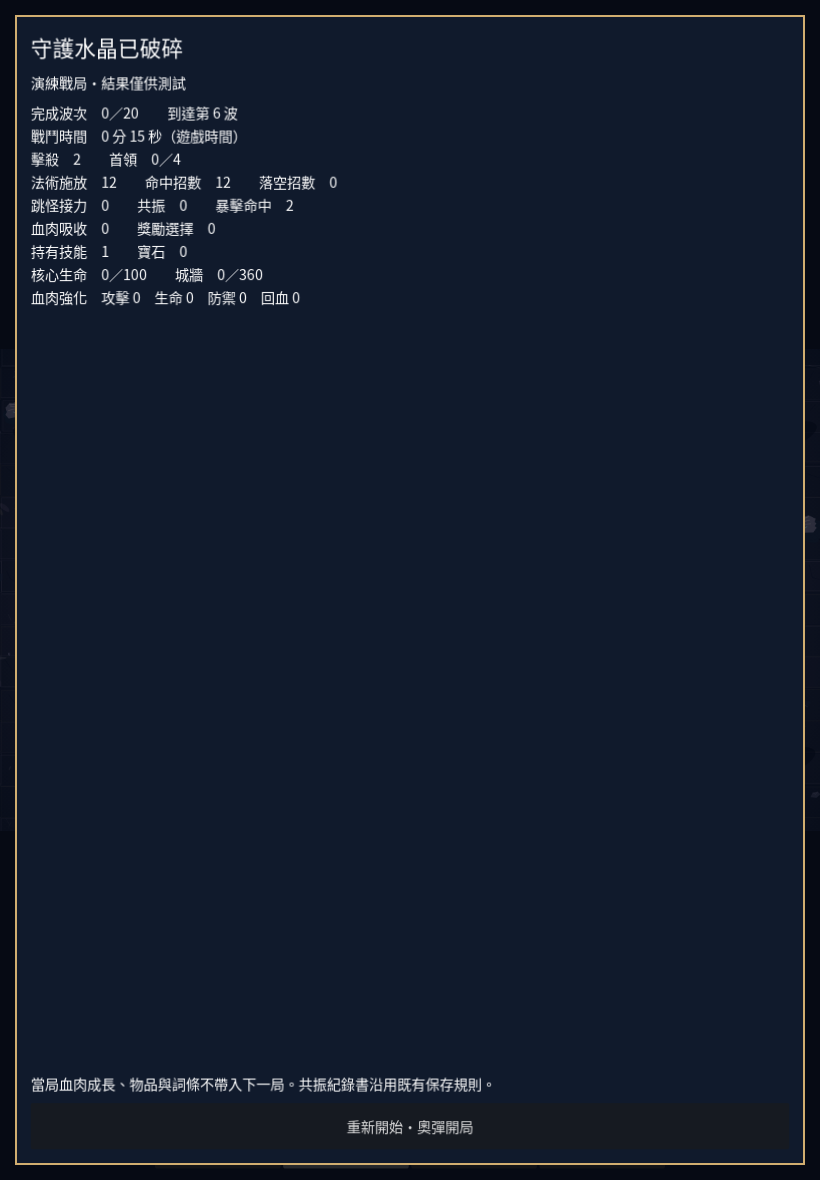 守護水晶已破碎
演練戰局・結果僅供測試
完成波次　0／20　　到達第 6 波
戰鬥時間　0 分 15 秒（遊戲時間）
擊殺　2　　首領　0／4
法術施放　12　　命中招數　12　　落空招數　0
跳怪接力　0　　共振　0　　暴擊命中　2
血肉吸收　0　　獎勵選擇　0
持有技能　1　　寶石　0
核心生命　0／100　　城牆　0／360
血肉強化　攻擊 0　生命 0　防禦 0　回血 0
當局血肉成長、物品與詞條不帶入下一局。共振紀錄書沿用既有保存規則。
重新開始・奧彈開局